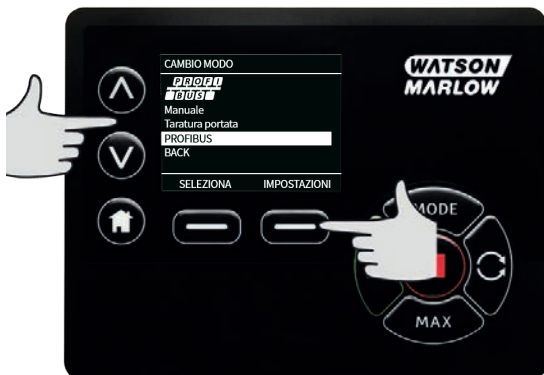 CAMBIO MODO
PROFI
BUS
Manuale
Taratura portata
PROFIBUS
BACK
SELEZIONA IMPOSTAZIONI
WATSON
MARLOW
MODE
MAX